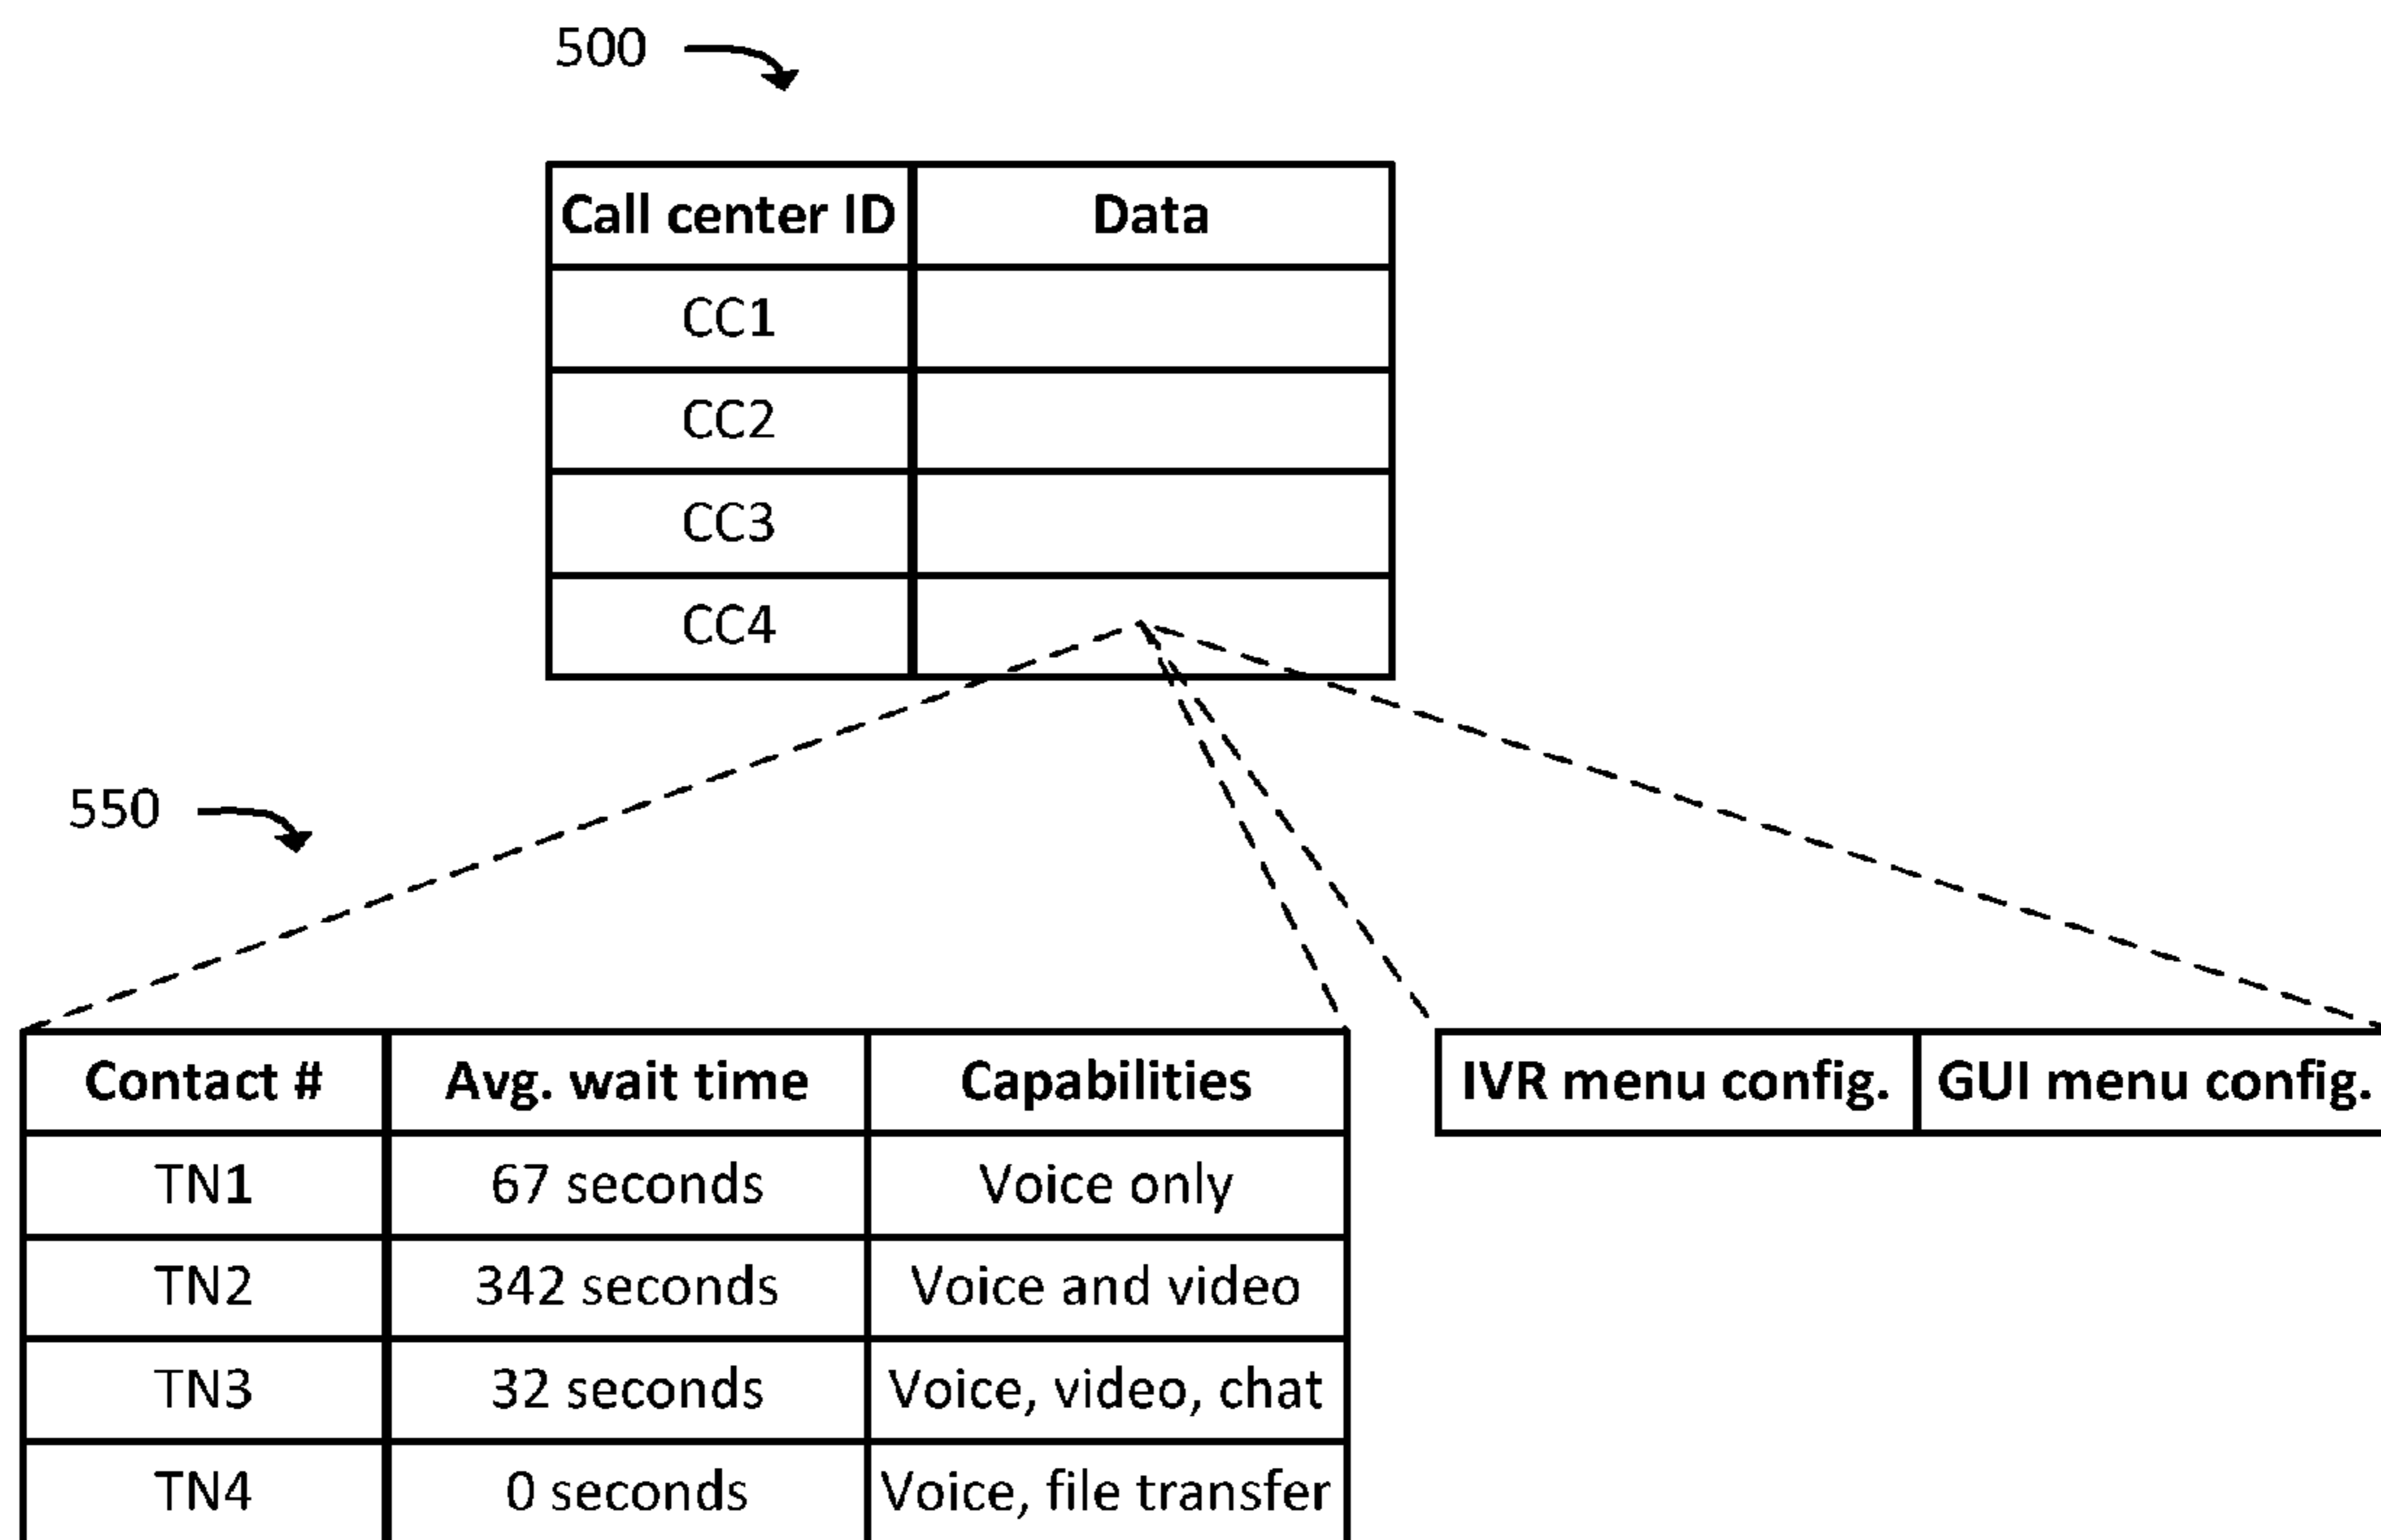 500
Call center ID Data
CC1
CC2
CC3
CC4
550
Contact # Avg. wait time Capabilities IVR menu config. GUI menu config.
TN1 67 seconds Voice only
TN2 342 seconds Voice and video
TN3 32 seconds Voice, video, chat
TN4 0 seconds Voice, file transfer